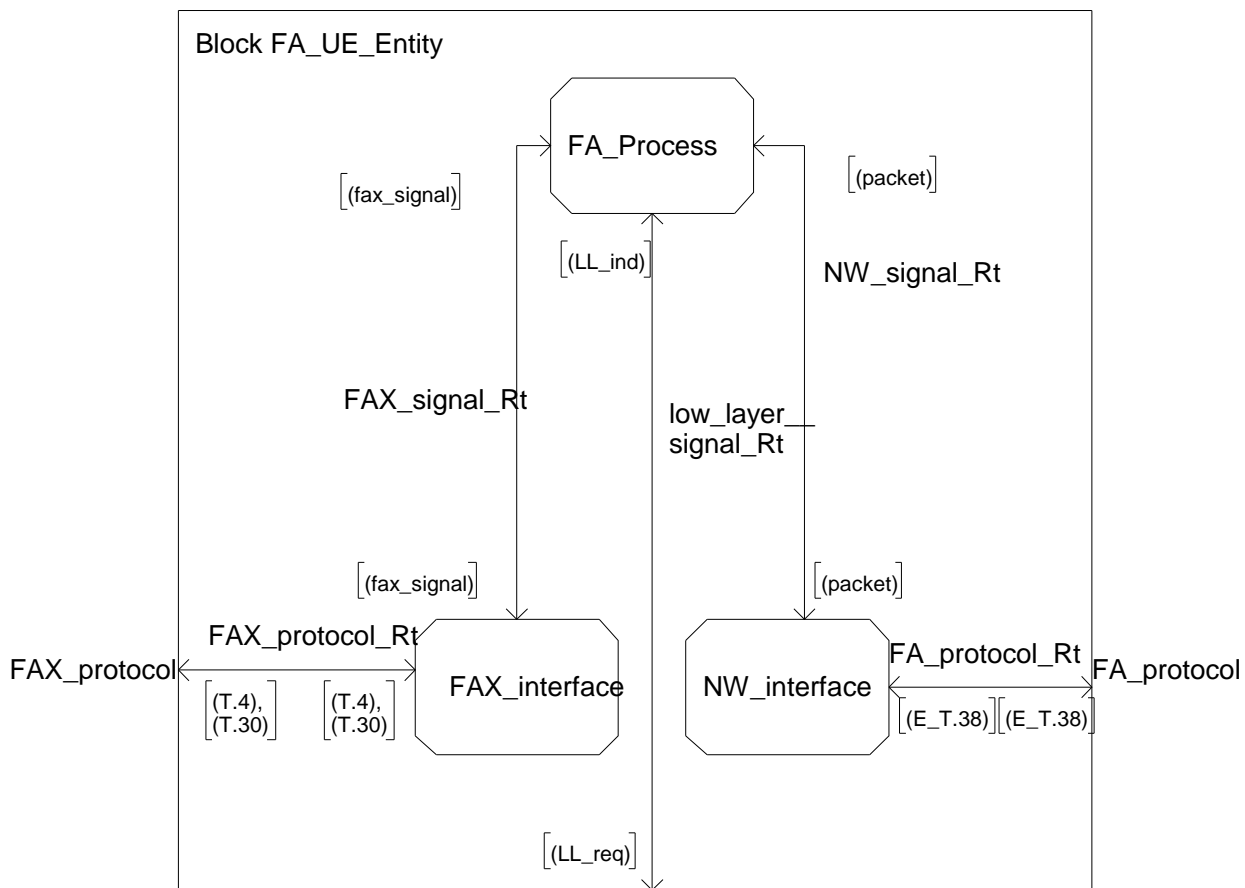 Block FA_UE_Entity
FA_Process
[(fax_signal)]
[(packet)]
[(LL_ind)]
NW_signal_Rt
FAX_signal_Rt
low_layer_
signal_Rt
[(fax_signal)]
[(packet)]
FAX_protocol_Rt
FA_protocol_Rt
FAX_protocol
FA_protocol
FAX_interface
NW_interface
[(T.4),
(T.30)]
[(T.4),
(T.30)]
[(E_T.38)] [(E_T.38)]
[(LL_req)]